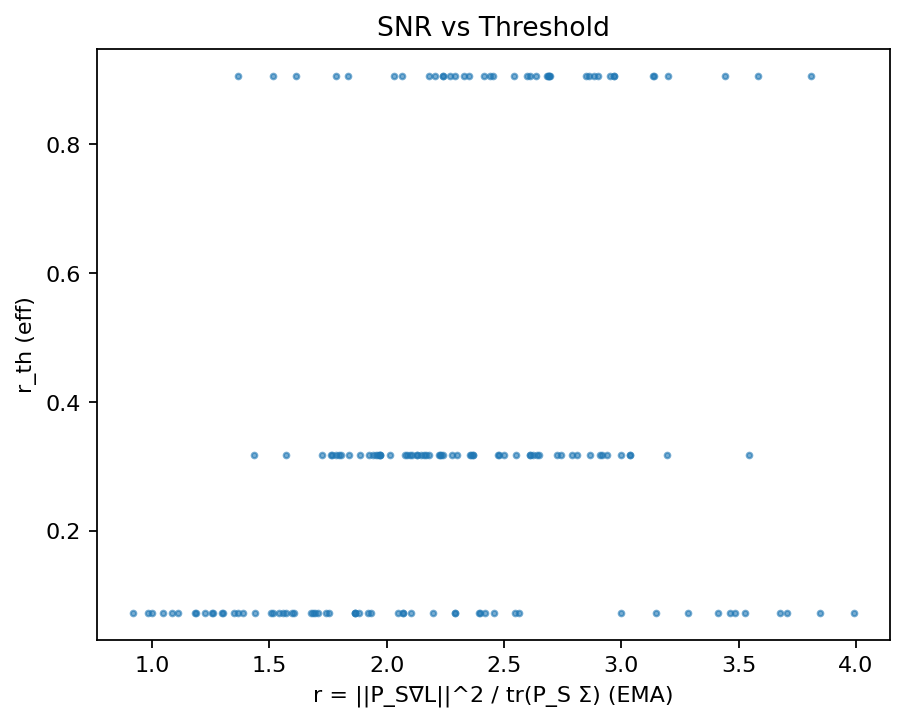 SNR vs Threshold
r_th (eff)
0.8
0.6
0.4
0.2
1.0 1.5 2.0 2.5 3.0 3.5 4.0
r = ||P_S∇L||^2 / tr(P_S Σ) (EMA)